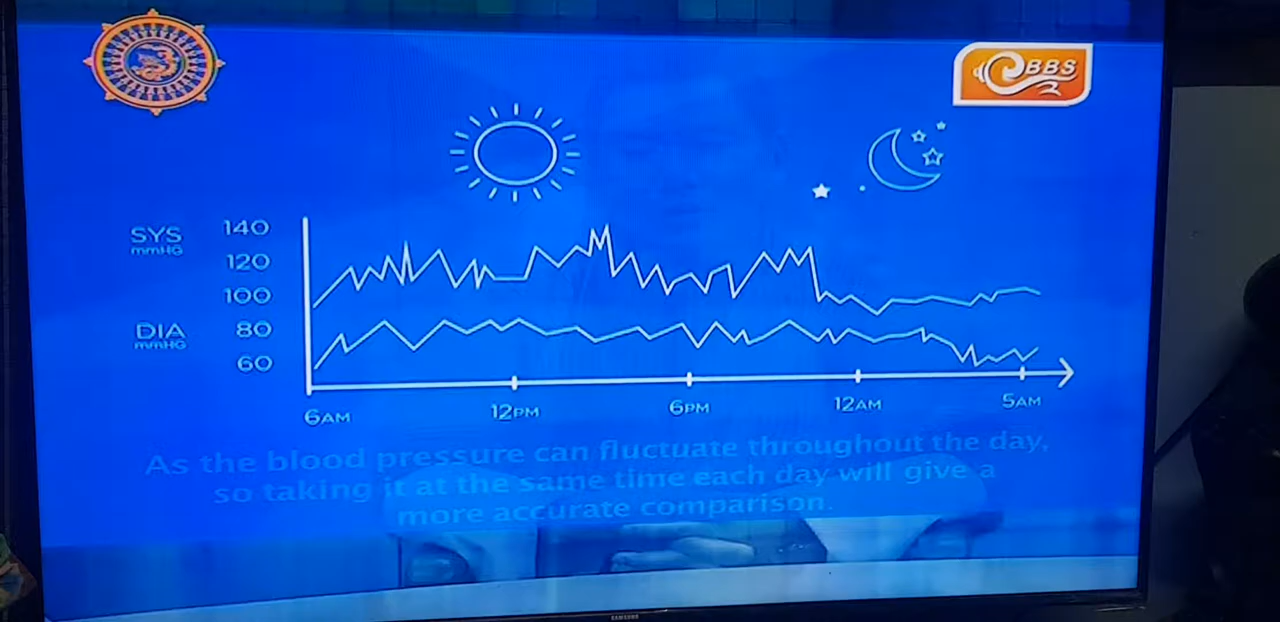 BBS
2
SYS
mmHG
140
120
100
DIA
mmHG
80
60
6AM
12PM
6PM
12AM
5AM
As the blood pressure can fluctuate throughout the day,
so taking it at the same time each day will give a
more accurate comparison.
SAMSUNG